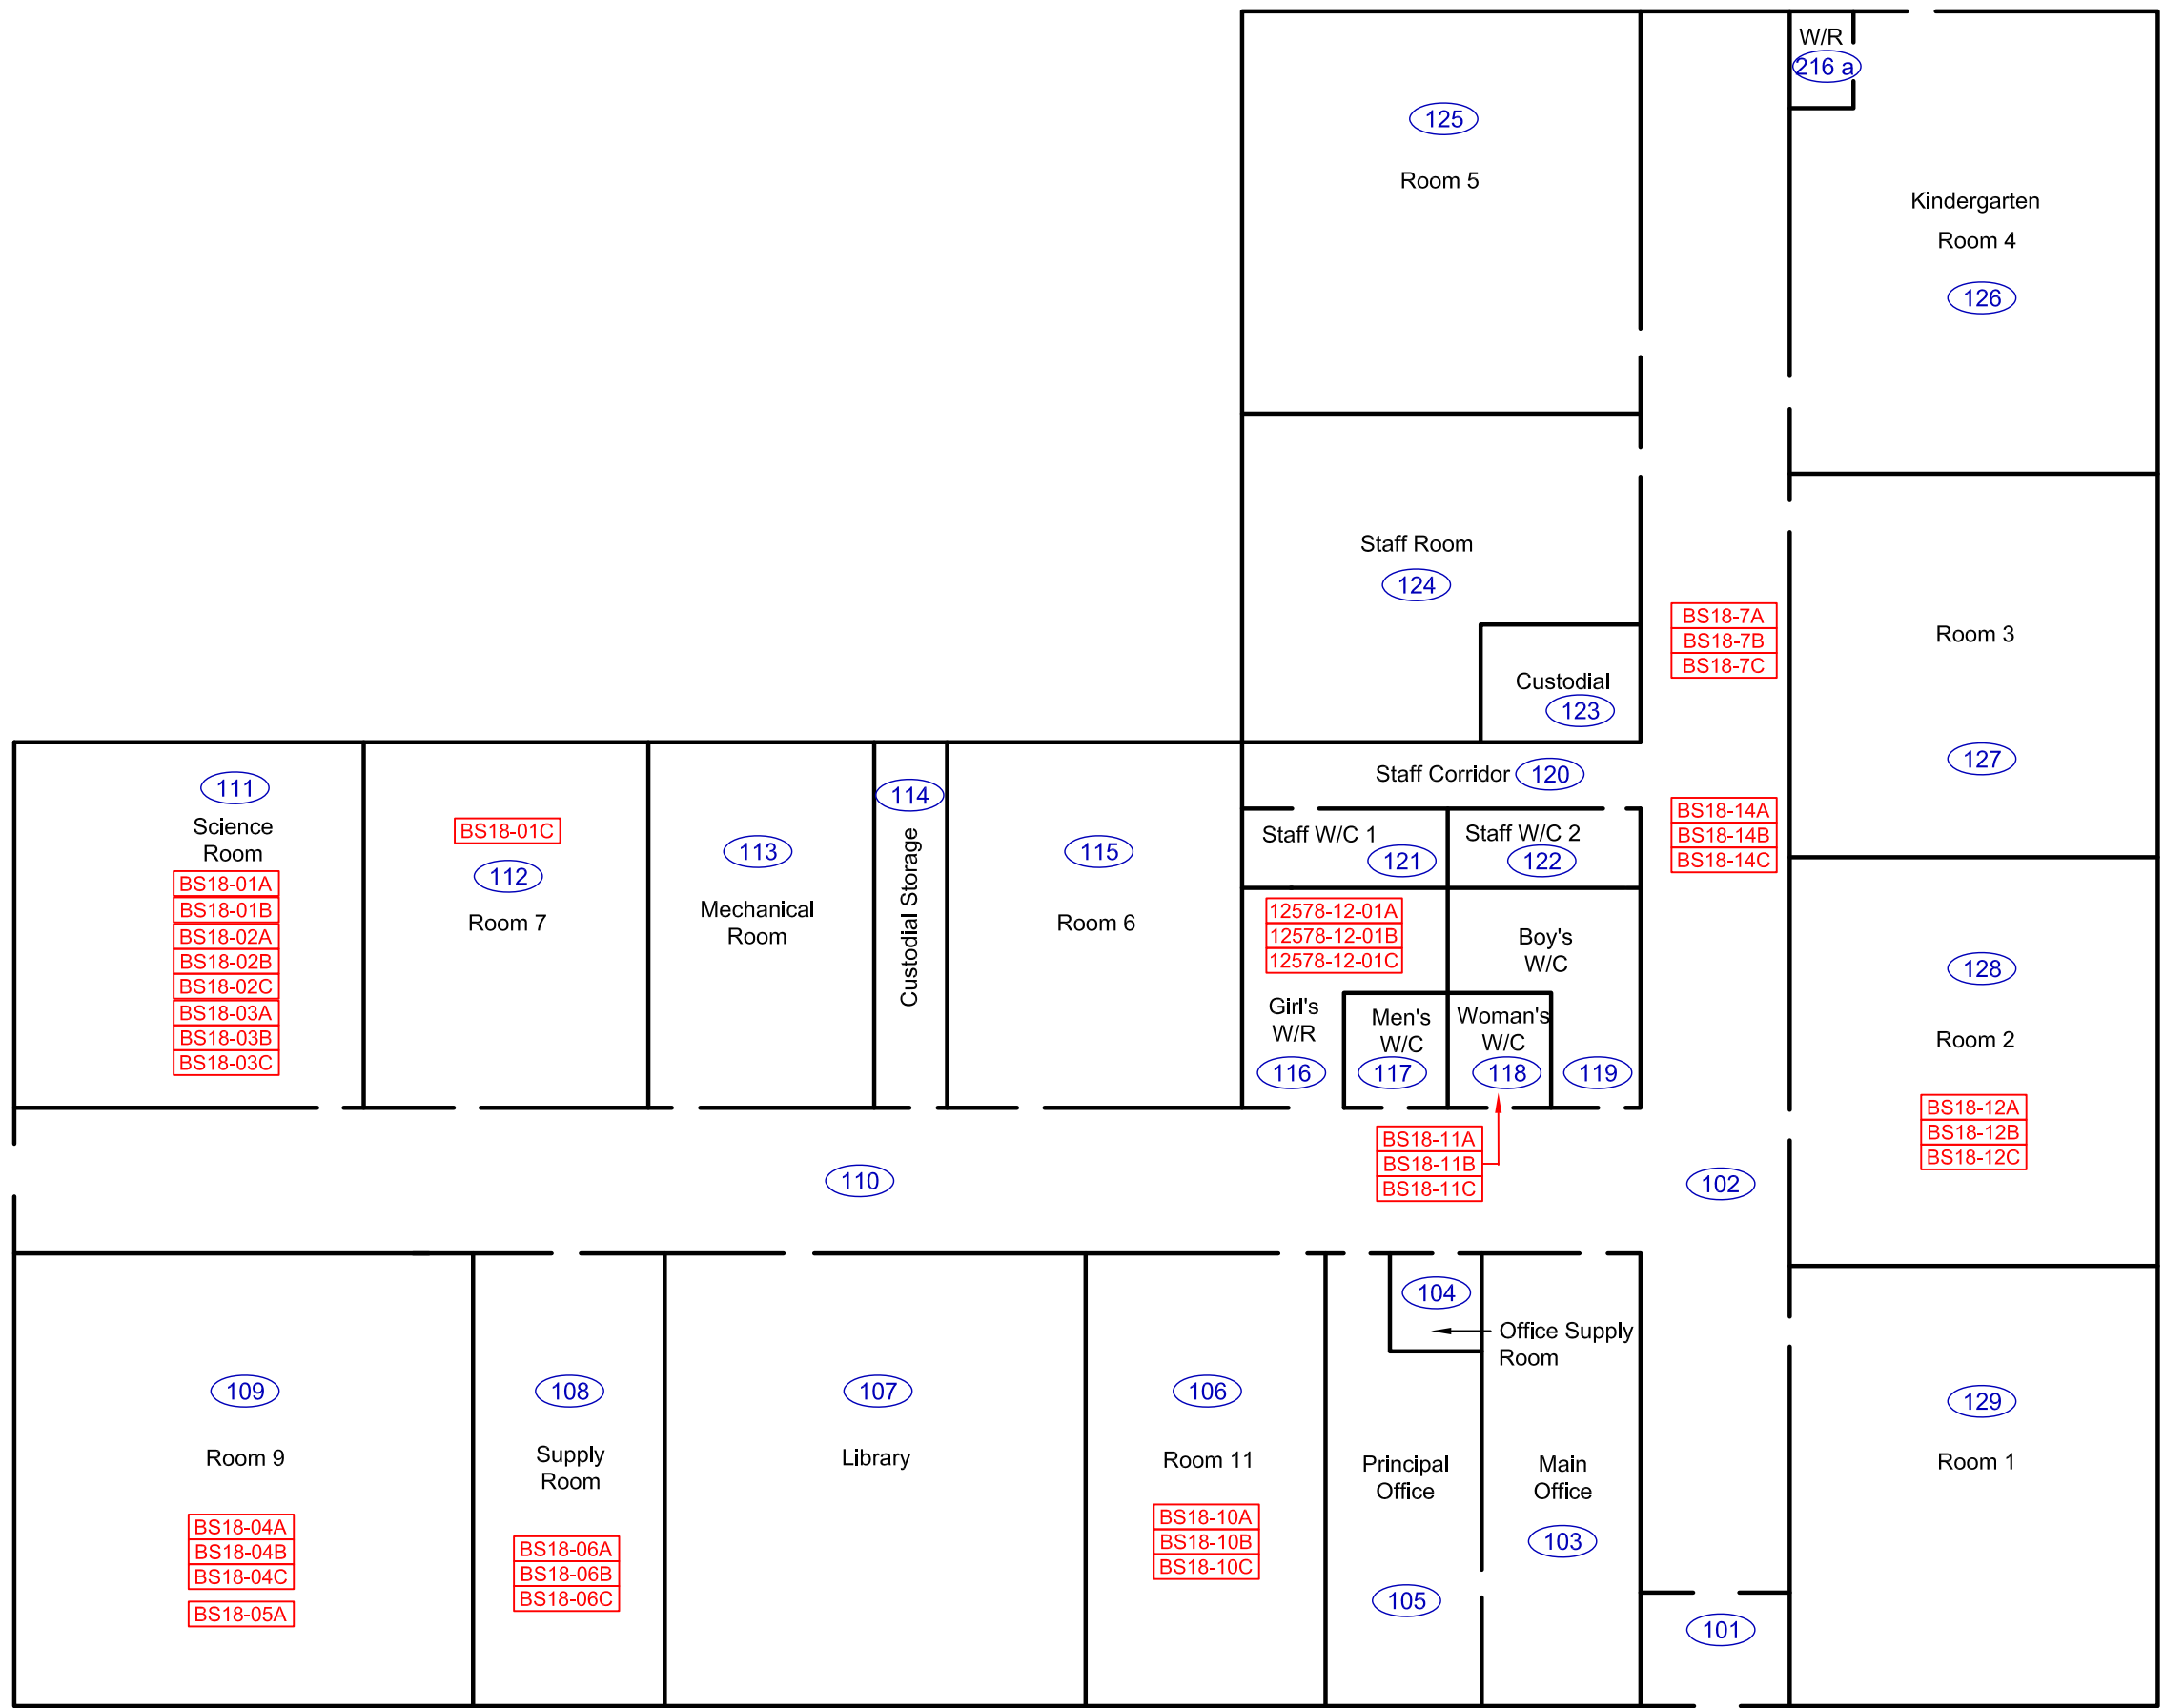 W/R
216 a
125
Room 5
Kindergarten
Room 4
126
Staff Room
124
Custodial
123
BS18-7A
BS18-7B
BS18-7C
Room 3
127
111
Science
Room
BS18-01A
BS18-01B
BS18-02A
BS18-02B
BS18-02C
BS18-03A
BS18-03B
BS18-03C
BS18-01C
112
Room 7
113
Mechanical
Room
114
Custodial Storage
115
Room 6
Staff Corridor 120
Staff W/C 1
121
Staff W/C 2
122
BS18-14A
BS18-14B
BS18-14C
12578-12-01A
12578-12-01B
12578-12-01C
Girl's
W/R
116
Men's
W/C
117
Woman's
W/C
118
Boy's
W/C
119
128
Room 2
BS18-12A
BS18-12B
BS18-12C
BS18-11A
BS18-11B
BS18-11C
110
102
109
Room 9
BS18-04A
BS18-04B
BS18-04C
BS18-05A
108
Supply
Room
BS18-06A
BS18-06B
BS18-06C
107
Library
106
Room 11
BS18-10A
BS18-10B
BS18-10C
104
Office Supply
Room
Principal
Office
105
Main
Office
103
101
129
Room 1